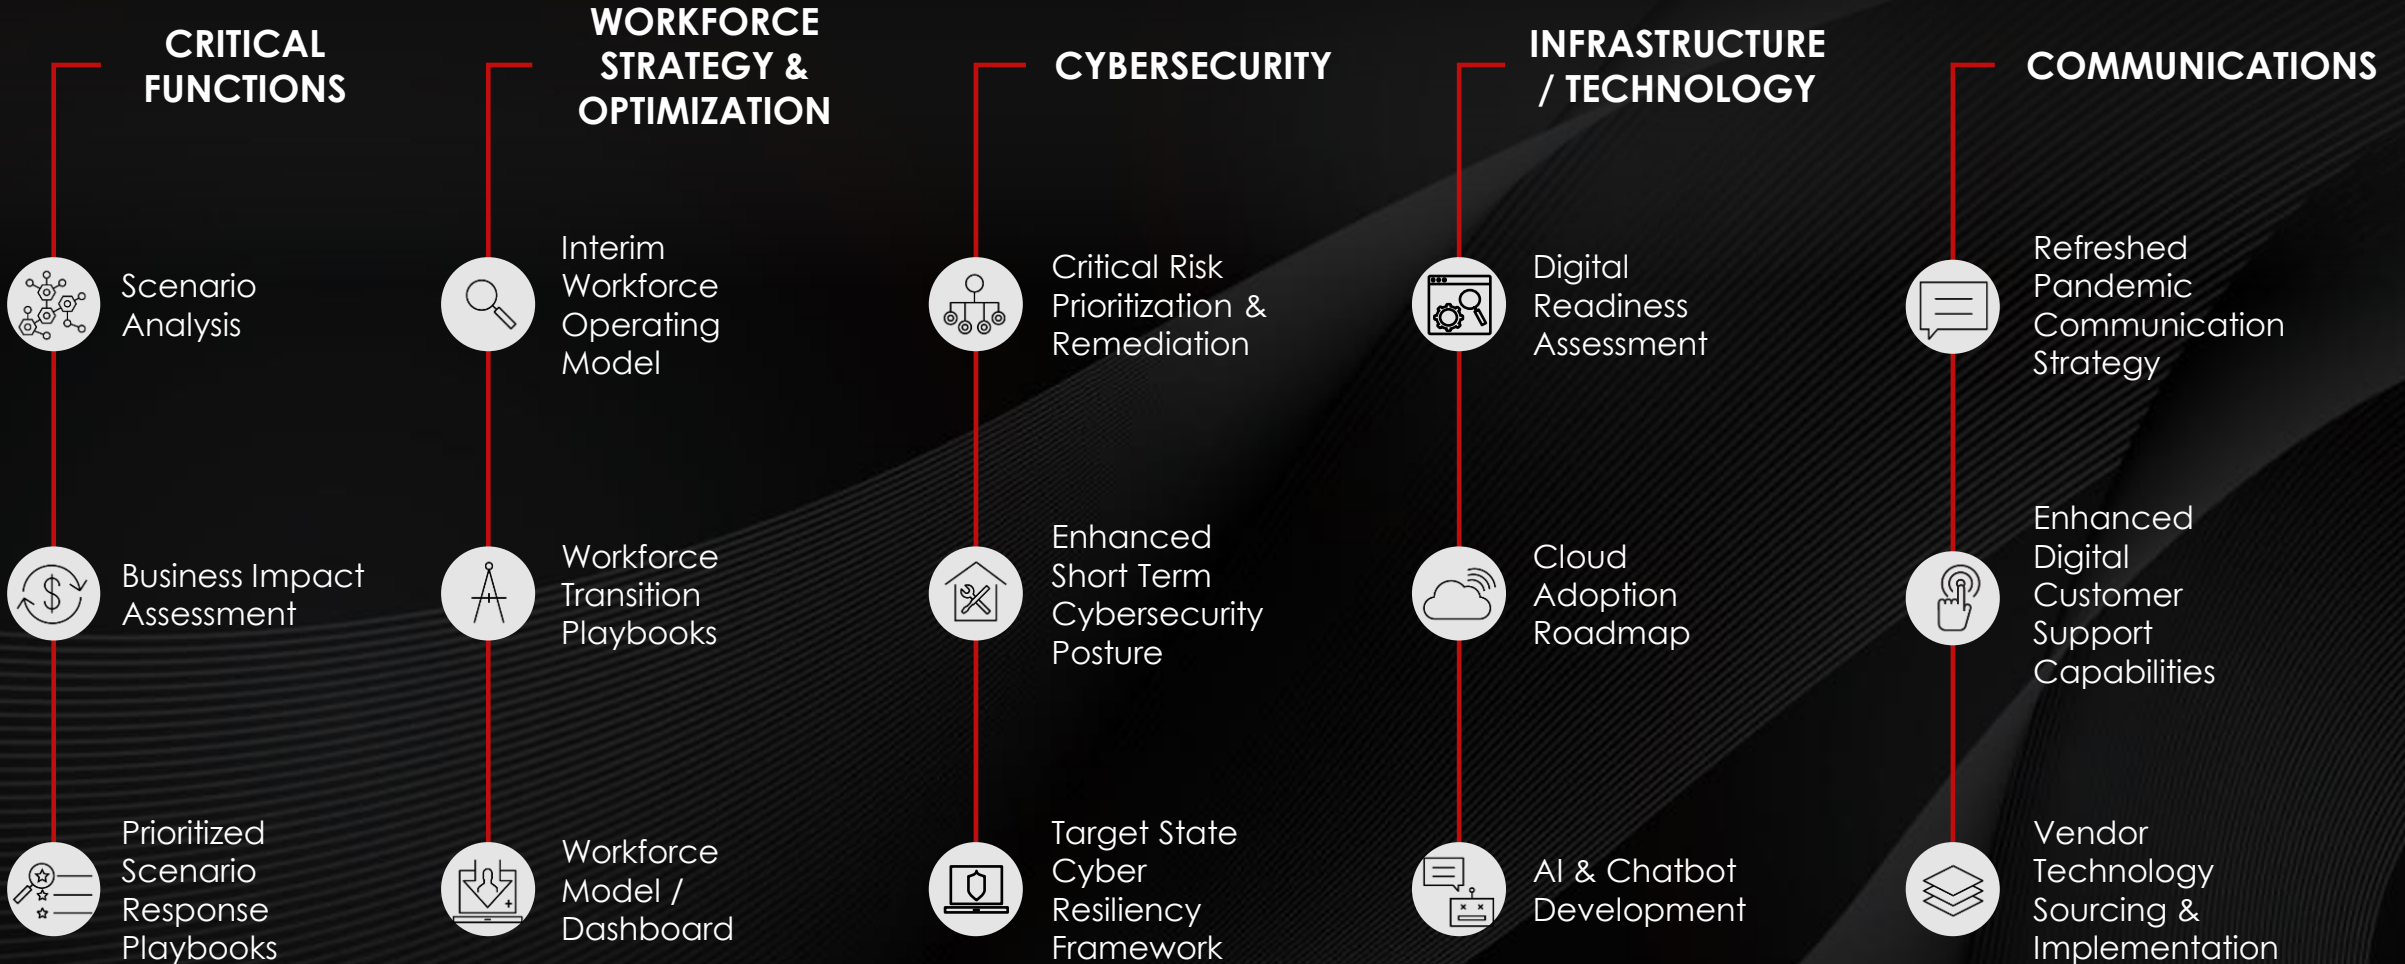 CRITICAL
FUNCTIONS
Scenario
Analysis
Business Impact
Assessment
Prioritized
Scenario
Response
Playbooks
WORKFORCE
STRATEGY &
OPTIMIZATION
Interim
Workforce
Operating
Model
Workforce
Transition
Playbooks
Workforce
Model /
Dashboard
CYBERSECURITY
Critical Risk
Prioritization &
Remediation
Enhanced
Short Term
Cybersecurity
Posture
Target State
Cyber
Resiliency
Framework
INFRASTRUCTURE
/ TECHNOLOGY
Digital
Readiness
Assessment
Cloud
Adoption
Roadmap
AI & Chatbot
Development
COMMUNICATIONS
Refreshed
Pandemic
Communication
Strategy
Enhanced
Digital
Customer
Support
Capabilities
Vendor
Technology
Sourcing &
Implementation